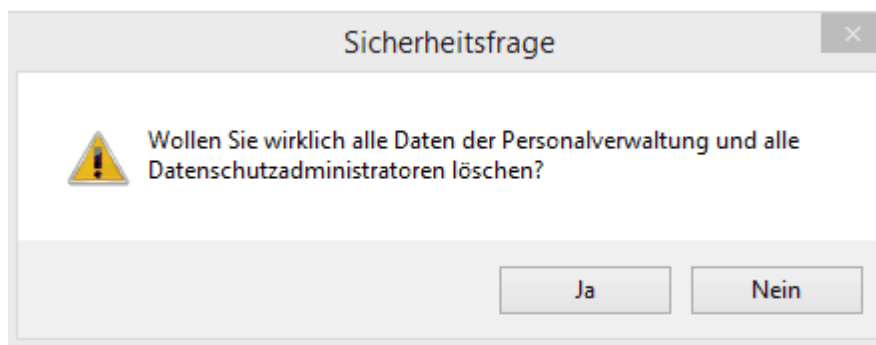 Sicherheitsfrage
Wollen Sie wirklich alle Daten der Personalverwaltung und alle
Datenschutzadministratoren löschen?
Ja
Nein